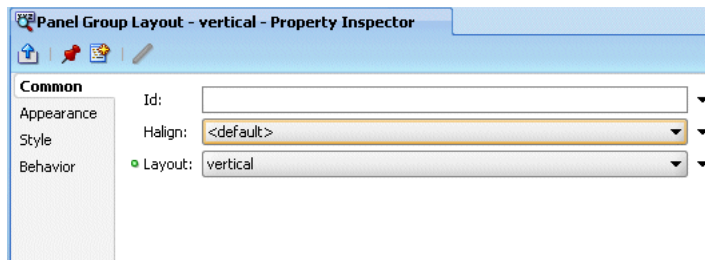 Panel Group Layout - vertical - Property Inspector
Common
Id:
Appearance
Halign: <default>
Style
Layout: vertical
Behavior